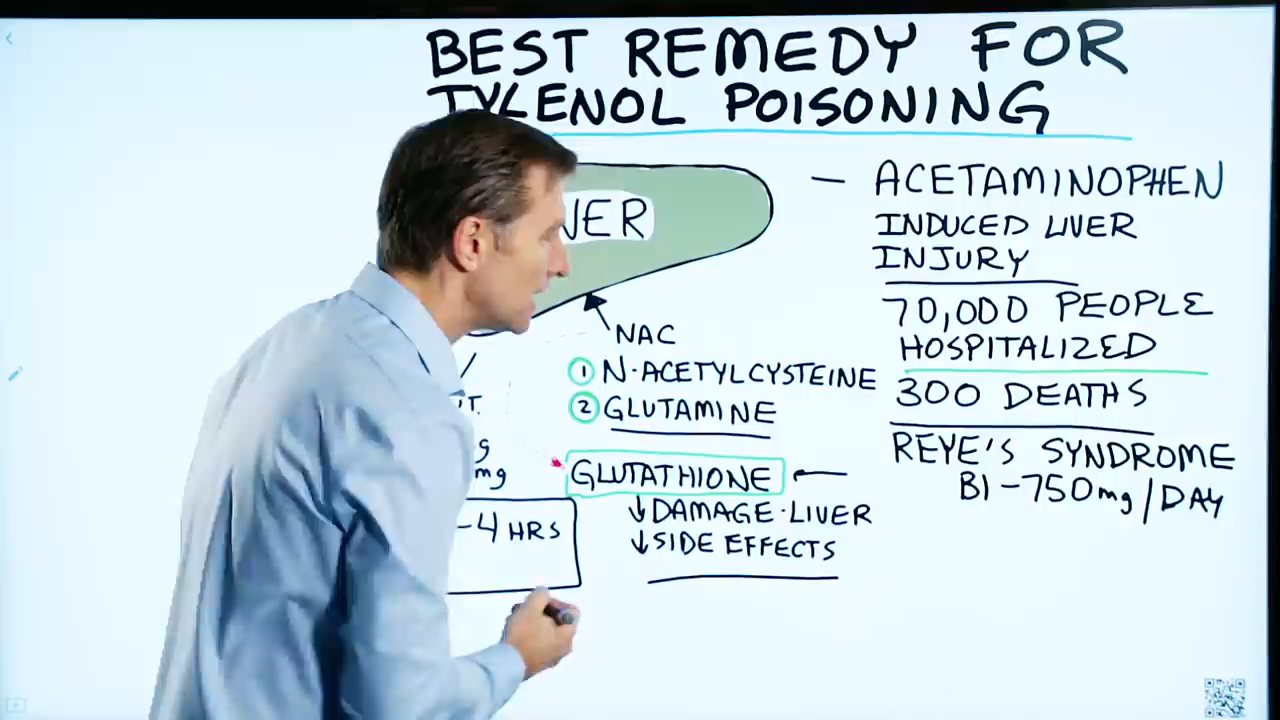 BEST REMEDY FOR
TYLENOL POISONING
— ACETAMINOPHEN
INDUCED LIVER
INJURY
70,000 PEOPLE
HOSPITALIZED
300 DEATHS
REYE'S SYNDROME
B1 - 750mg/DAY
NAC
① N-ACETYLCYSTEINE
② GLUTAMINE
GLUTATHIONE
↓ DAMAGE · LIVER
↓ SIDE EFFECTS
g
mg
-4 HRS